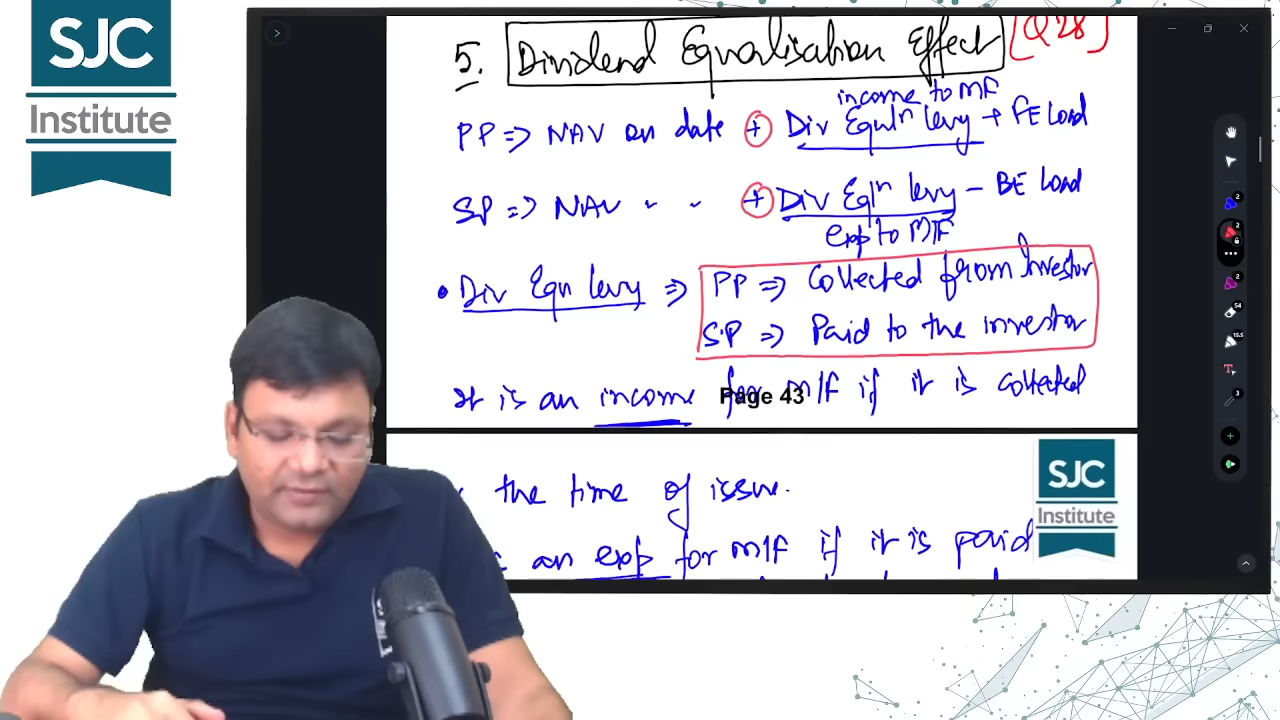 SJC
Institute
5. Dividend Equalisation Effect [Q28]
income to MF
PP => NAV on date + Div Equln levy + FE Load
SP => NAV " " + Div Eqln levy - BE Load
exp to M/F
• Div Eqn levy => PP => Collected from Investor
SP => Paid to the investor
It is an income for M/F if it is collected
Page 43
the time of issue.
an exp for M/F if it is paid
SJC
Institute